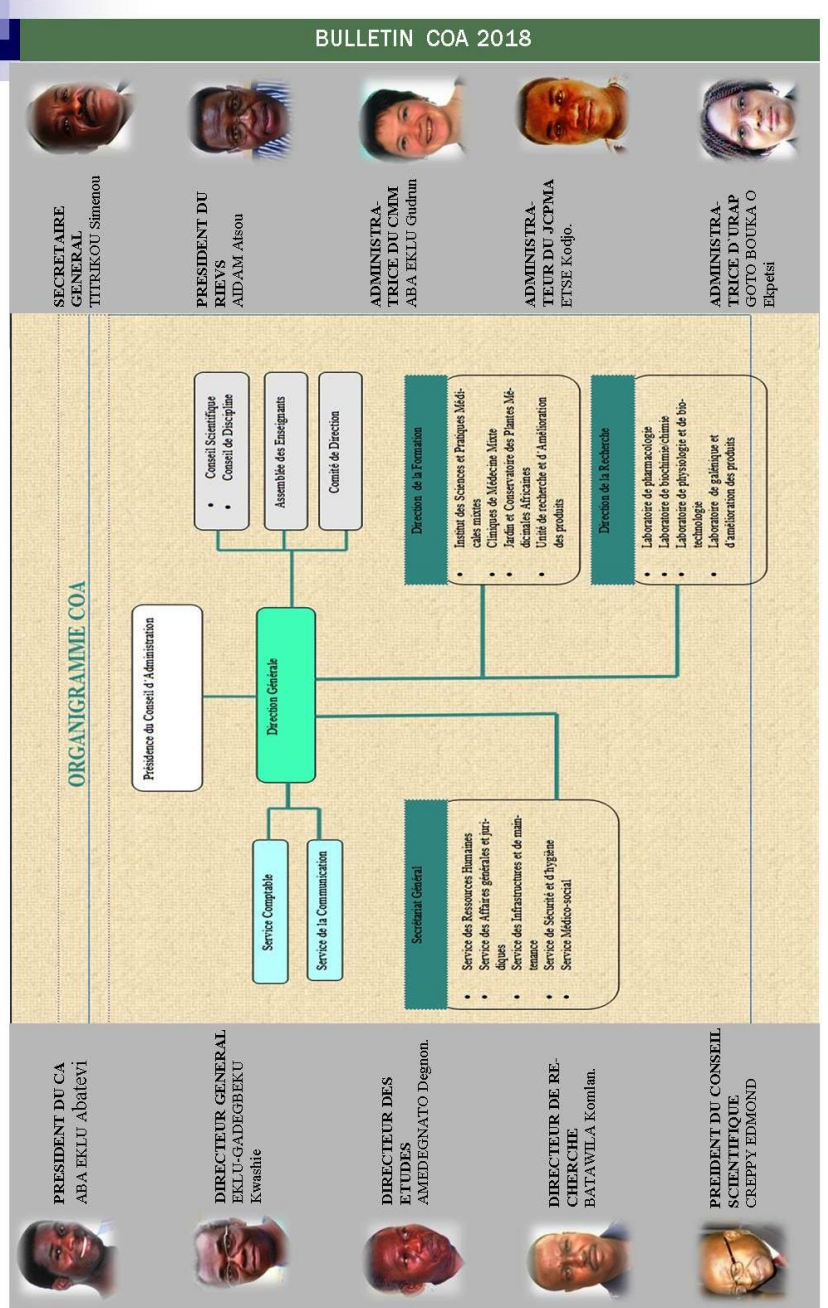 BULLETIN COA 2018
PRESIDENT DU CA
ABA EKLU Abatevi
DIRECTEUR GENERAL
EKLU-GADEGBEKU
Kwashie
DIRECTEUR DES
ETUDES
AMEDEGNATO Degnon.
DIRECTEUR DE RE-
CHERCHE
BATAWILA Komlan.
PREIDENT DU CONSEIL
SCIENTIFIQUE
CREPPY EDMOND
ORGANIGRAMME COA
Présidence du Conseil d'Administration
Direction Générale
Service Comptable
Service de la Communication
• Conseil Scientifique
• Conseil de Discipline
Assemblée des Enseignants
Comité de Direction
Secrétariat Général
• Service des Ressources Humaines
• Service des Affaires générales et juri-
diques
• Service des Infrastructures et de main-
tenance
• Service de Sécurité et d'hygiène
• Service Médico-social
Direction de la Formation
• Institut des Sciences et Pratiques Médi-
cales mixtes
• Cliniques de Médecine Mixte
• Jardin et Conservatoire des Plantes Mé-
dicinales Africaines
• Unité de recherche et d'Amélioration
des produits
Direction de la Recherche
• Laboratoire de pharmacologie
• Laboratoire de biochimie/chimie
• Laboratoire de physiologie et de bio-
technologie
• Laboratoire de galénique et
d'amélioration des produits
SECRETAIRE
GENERAL
TITRIKOU Simenou
PRESIDENT DU
RIEVS
AIDAM Atsou
ADMINISTRA-
TRICE DU CMM
ABA EKLU Gudrun
ADMINISTRA-
TEUR DU JCPMA
ETSE Kodjo.
ADMINISTRA-
TRICE D'URAP
GOTO BOUKA O
Ekpetsi